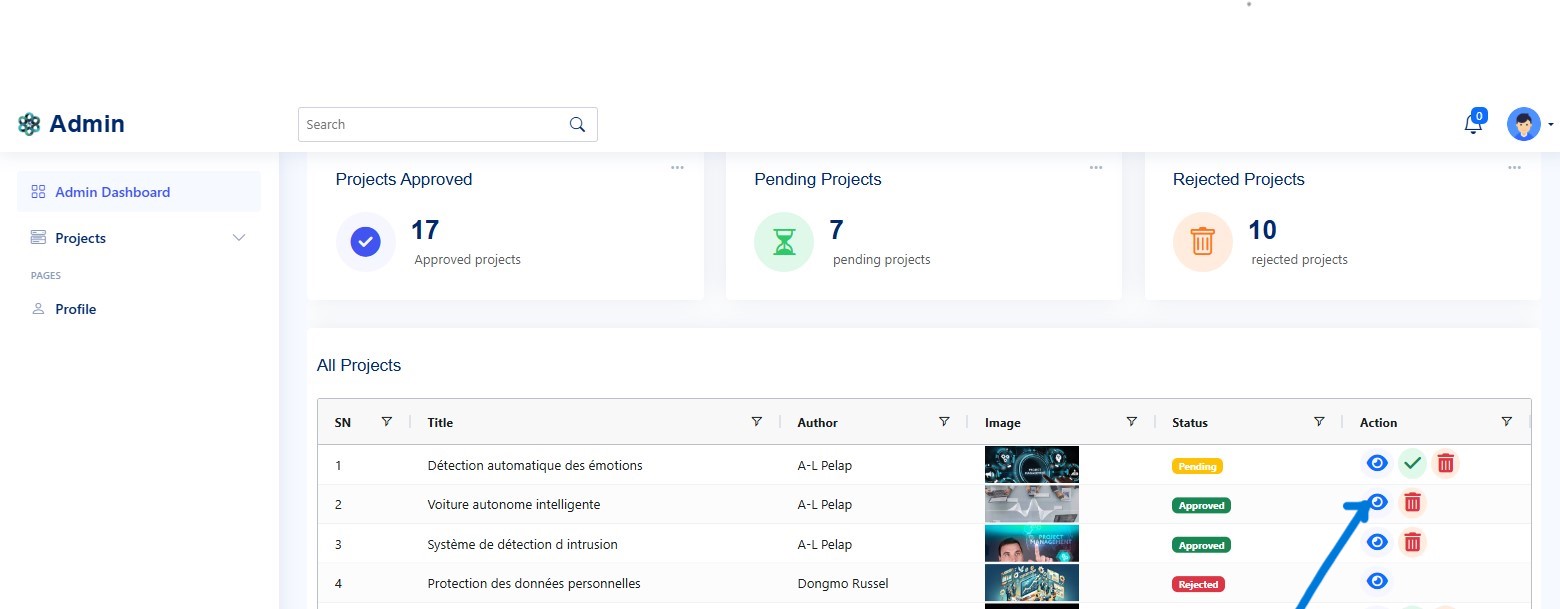 Admin
Search
0
Admin Dashboard
Projects
PAGES
Profile
Projects Approved
17
Approved projects
Pending Projects
7
pending projects
Rejected Projects
10
rejected projects
All Projects
SN Title Author Image Status Action
1 Détection automatique des émotions A-L Pelap Pending
2 Voiture autonome intelligente A-L Pelap Approved
3 Système de détection d intrusion A-L Pelap PROJECT MANAGEMENT Approved
4 Protection des données personnelles Dongmo Russel Rejected